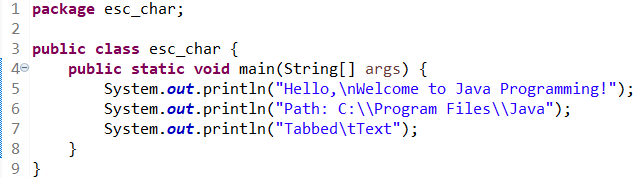 1 package esc_char;
2
3 public class esc_char {
4     public static void main(String[] args) {
5         System.out.println("Hello,\nWelcome to Java Programming!");
6         System.out.println("Path: C:\\Program Files\\Java");
7         System.out.println("Tabbed\tText");
8     }
9 }